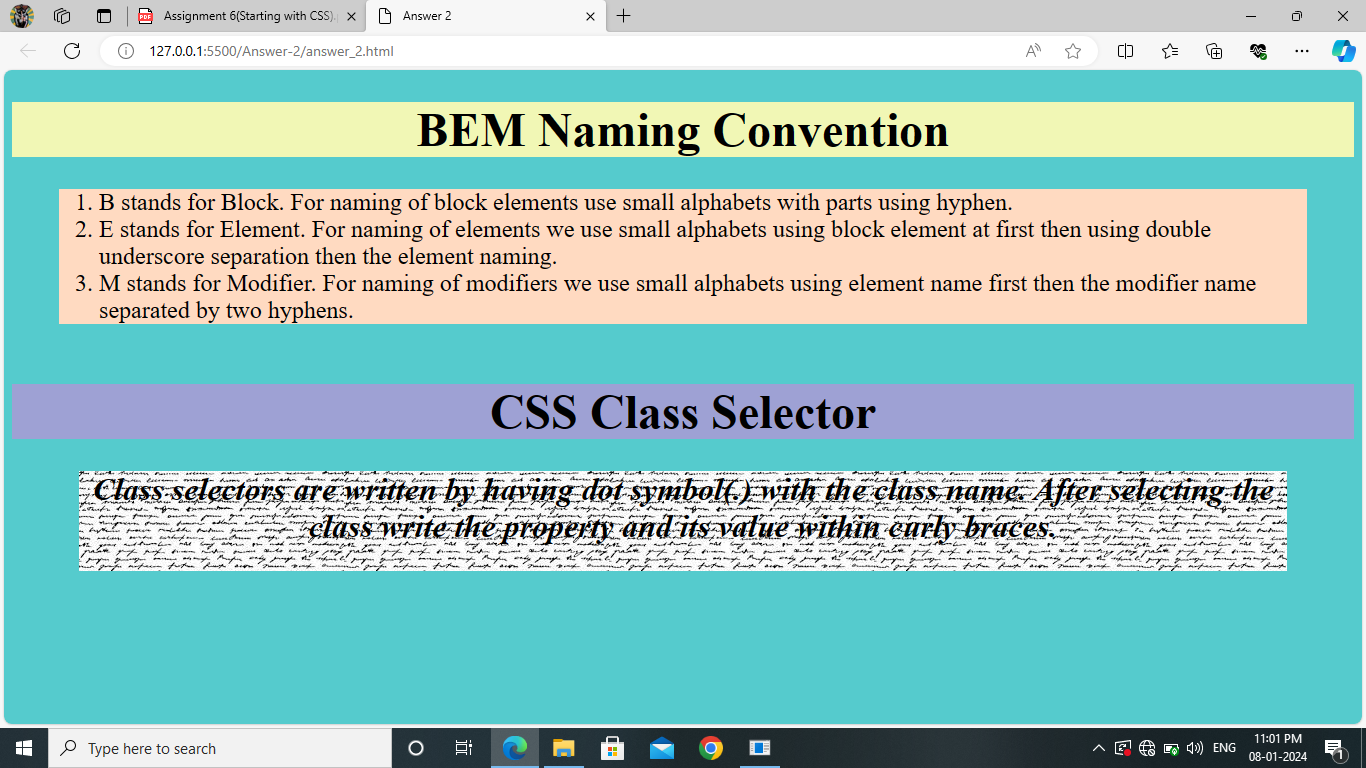 Assignment 6(Starting with CSS).
Answer 2
127.0.0.1:5500/Answer-2/answer_2.html
BEM Naming Convention
1. B stands for Block. For naming of block elements use small alphabets with parts using hyphen.
2. E stands for Element. For naming of elements we use small alphabets using block element at first then using double
underscore separation then the element naming.
3. M stands for Modifier. For naming of modifiers we use small alphabets using element name first then the modifier name
separated by two hyphens.
CSS Class Selector
Class selectors are written by having dot symbol(.) with the class name. After selecting the
class write the property and its value within curly braces.
Type here to search
ENG
11:01 PM
08-01-2024
1